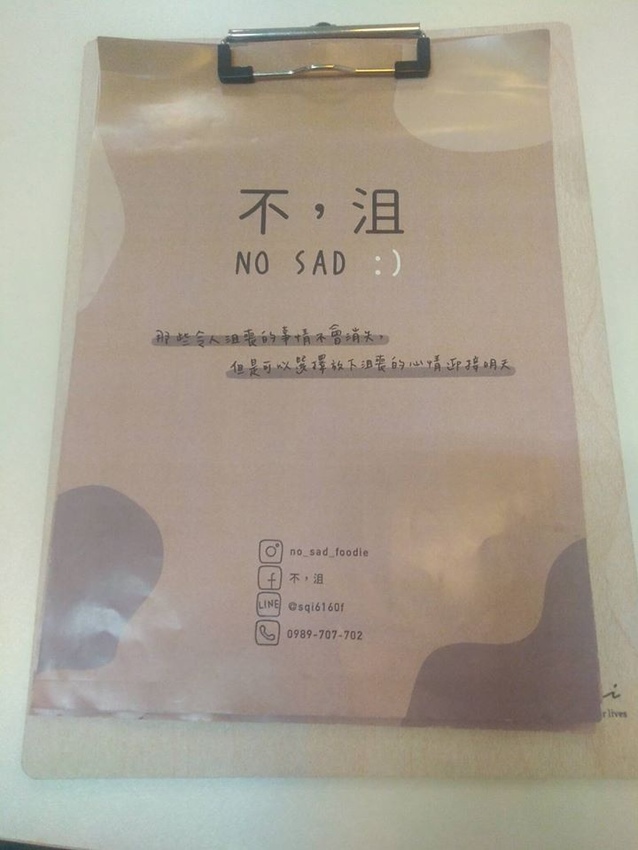 不，沮
NO SAD :)
那些令人沮喪的事情不會消失，
但是可以選擇放下沮喪的心情迎接明天
no_sad_foodie
不，沮
LINE @sqi6160f
0989-707-702
r lives